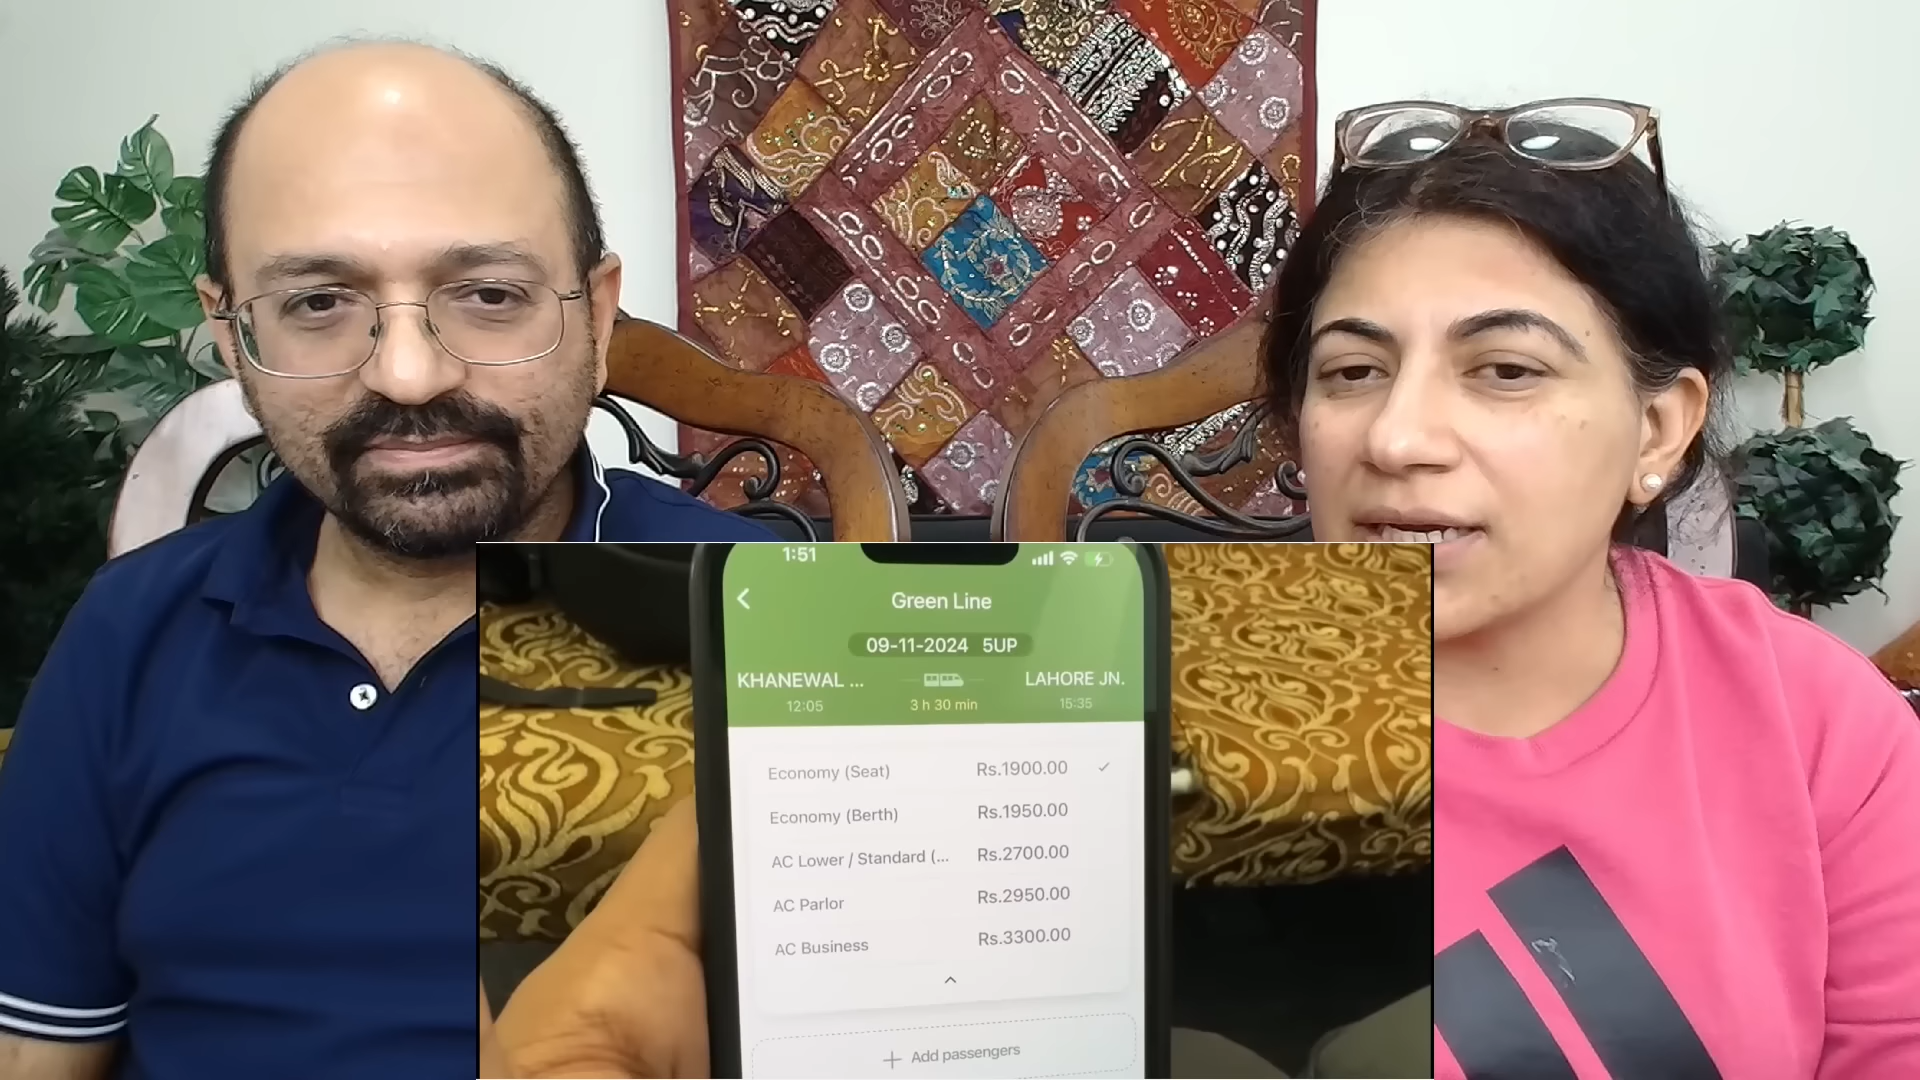 1:51
Green Line
09-11-2024 5UP
KHANEWAL ... LAHORE JN.
12:05 3 h 30 min 15:35
Economy (Seat) Rs.1900.00
Economy (Berth) Rs.1950.00
AC Lower / Standard (... Rs.2700.00
AC Parlor Rs.2950.00
AC Business Rs.3300.00
+ Add passengers